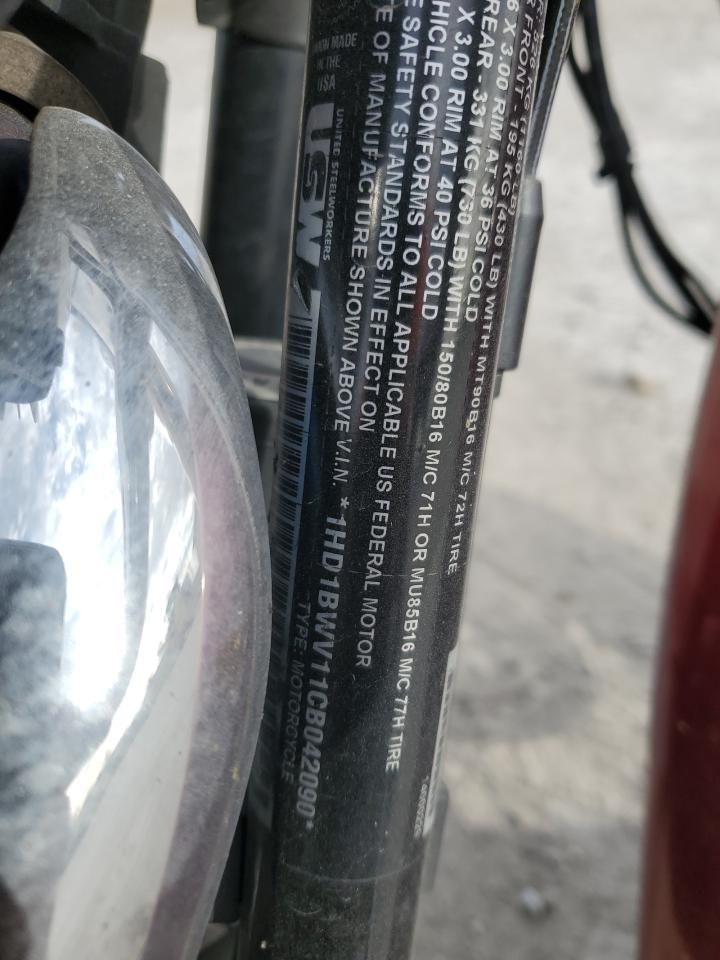 FRONT - 195 KG (430 LB) WITH MT90B16 M/C 72H TIRE
X 3.00 RIM AT 36 PSI COLD
REAR - 331 KG (730 LB) WITH 150/80B16 M/C 71H OR MU85B16 M/C 77H TIRE
X 3.00 RIM AT 40 PSI COLD
HICLE CONFORMS TO ALL APPLICABLE US FEDERAL MOTOR
E SAFETY STANDARDS IN EFFECT ON
E OF MANUFACTURE SHOWN ABOVE V.I.N. *1HD1BWV11CB042090*
TYPE: MOTORCYCLE
UNION MADE
IN THE
USA
USW
UNITED STEELWORKERS